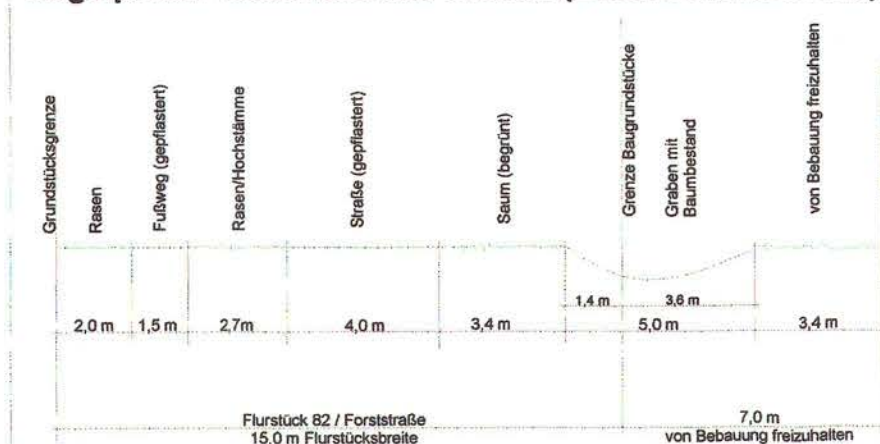 Grundstücksgrenze
Rasen
Fußweg (gepflastert)
Rasen/Hochstämme
Straße (gepflastert)
Saum (begrünt)
Grenze Baugrundstücke
Graben mit
Baumbestand
von Bebauung freizuhalten
1,4 m 3,6 m
2,0 m 1,5 m 2,7m 4,0 m 3,4 m 5,0 m 3,4 m
Flurstück 82 / Forststraße 7,0 m
15,0 m Flurstücksbreite von Bebauung freizuhalten